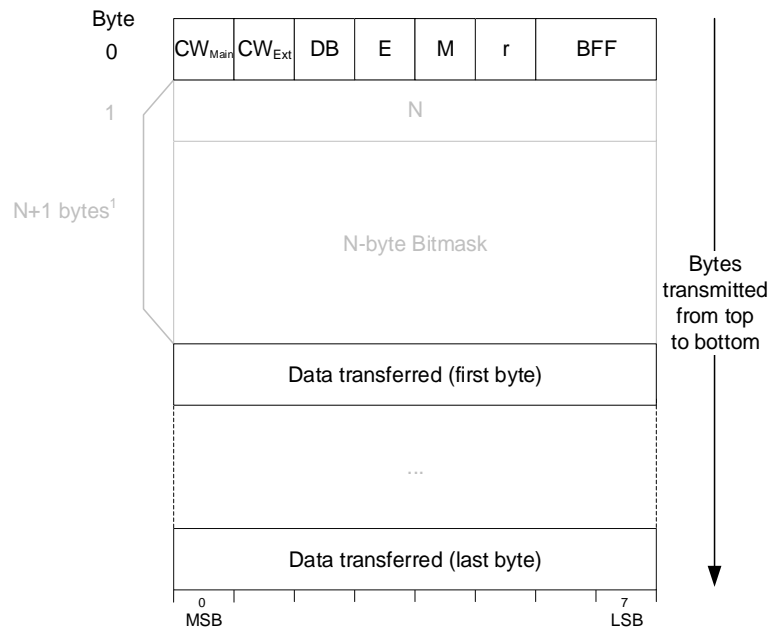 Byte
0
CWMain CWExt DB E M r BFF
1
N
N+1 bytes1
N-byte Bitmask
Bytes
transmitted
from top
to bottom
Data transferred (first byte)
...
Data transferred (last byte)
0 7
MSB LSB